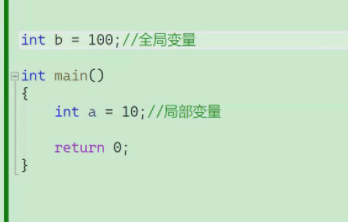 int b = 100;//全局变量
int main()
{
int a = 10;//局部变量
return 0;
}